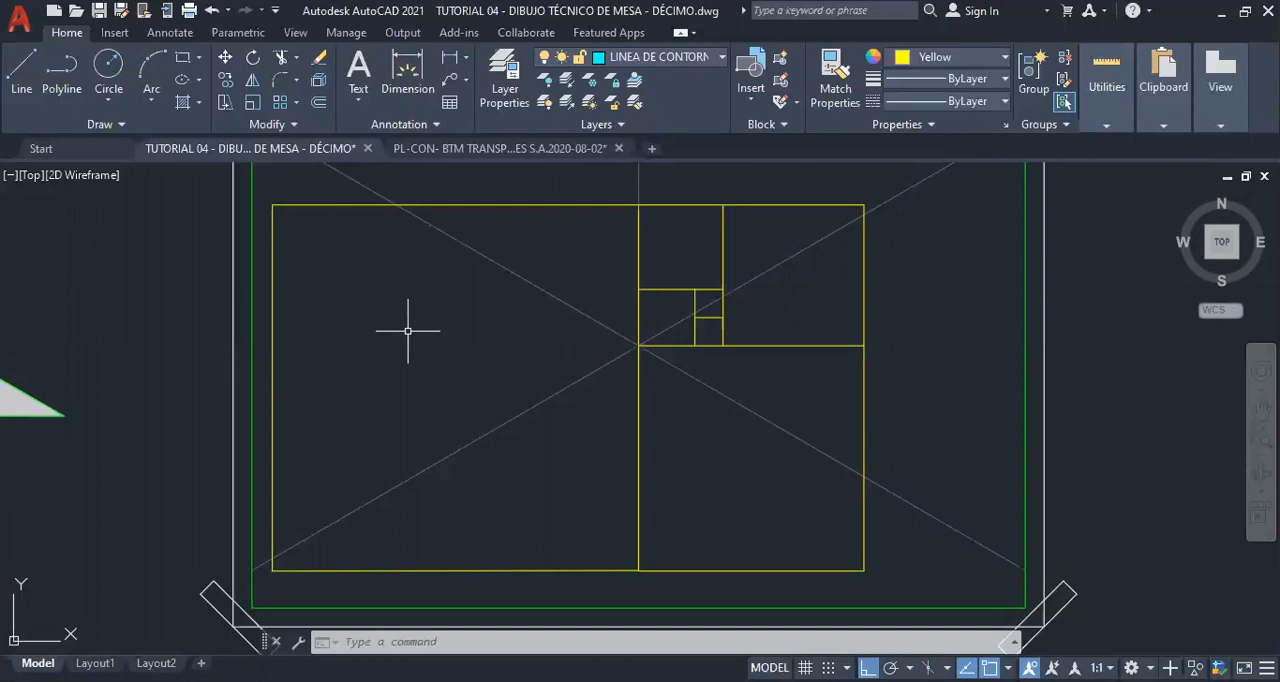 Autodesk AutoCAD 2021 TUTORIAL 04 - DIBUJO TÉCNICO DE MESA - DÉCIMO.dwg Type a keyword or phrase Sign In
Home Insert Annotate Parametric View Manage Output Add-ins Collaborate Featured Apps
LINEA DE CONTORN Yellow
ByLayer
ByLayer
Line Polyline Circle Arc Text Dimension Layer Properties Insert Match Properties Group Utilities Clipboard View
Draw Modify Annotation Layers Block Properties Groups
Start TUTORIAL 04 - DIBU... DE MESA - DÉCIMO* PL-CON- BTM TRANSP...ES S.A.2020-08-02*
[−][Top][2D Wireframe]
N
W TOP E
S
WCS
Y
X
Type a command
Model Layout1 Layout2 MODEL 1:1